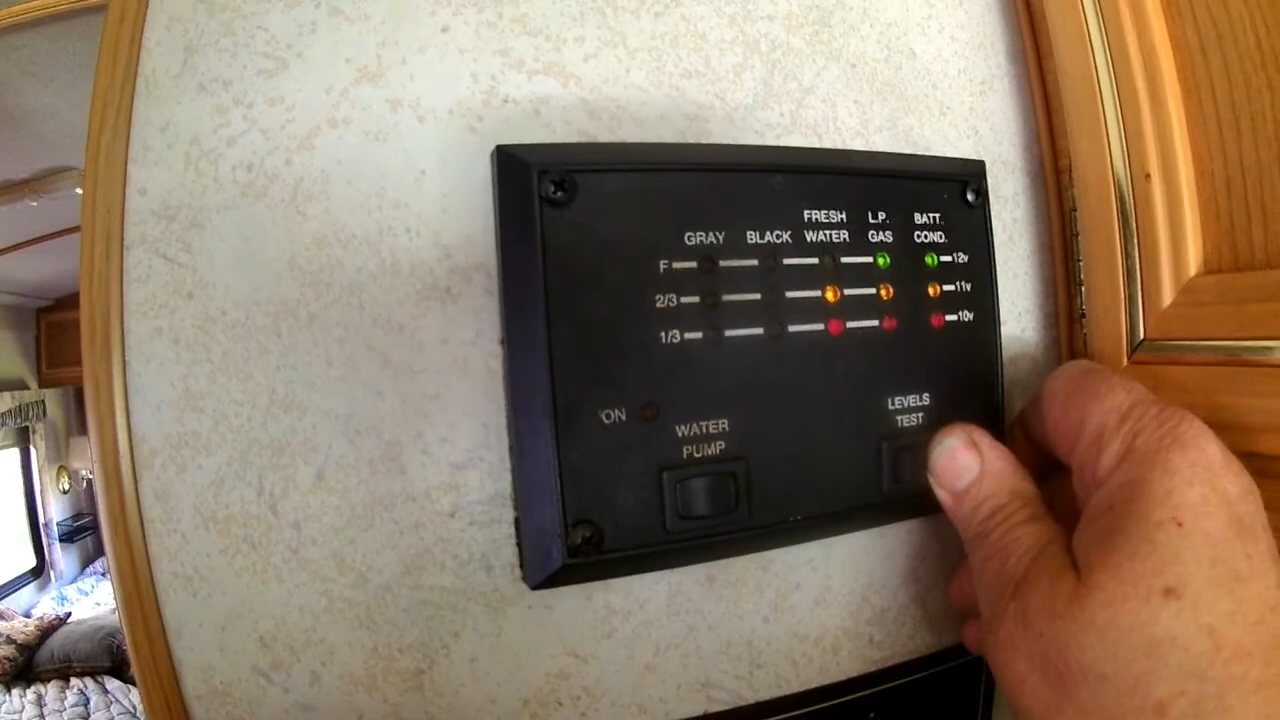 FRESH L.P. BATT.
GRAY BLACK WATER GAS COND.
F 12v
2/3 11v
1/3 10v
ON
WATER
PUMP
LEVELS
TEST